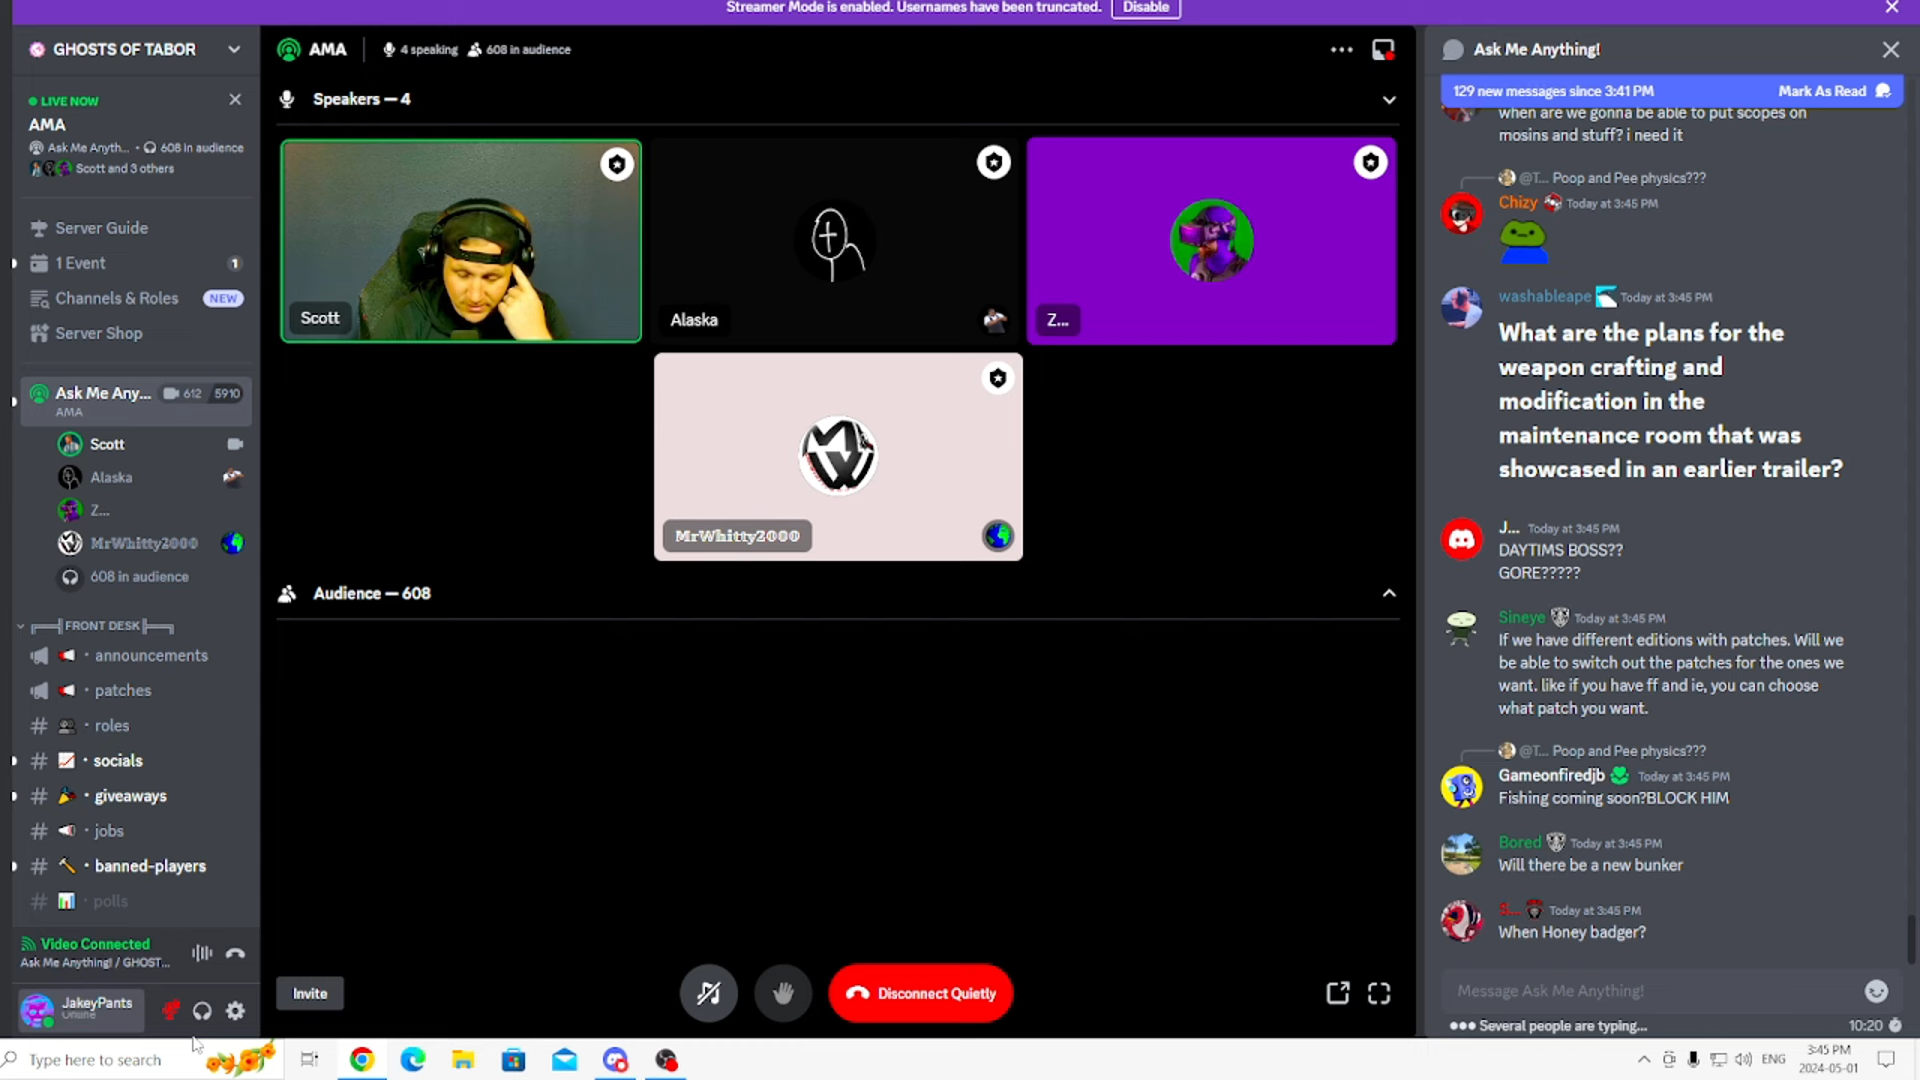 Streamer Mode is enabled. Usernames have been truncated.
Disable
GHOSTS OF TABOR
LIVE NOW
AMA
Ask Me Anyth... • 608 in audience
Scott and 3 others
Server Guide
1 Event
1
Channels & Roles
NEW
Server Shop
Ask Me Any...
612
5910
AMA
Scott
Alaska
Z...
MrWhitty2000
608 in audience
FRONT DESK
announcements
patches
roles
socials
giveaways
jobs
banned-players
polls
Video Connected
Ask Me Anything! / GHOST...
JakeyPants
Online
AMA
4 speaking
608 in audience
Speakers — 4
Scott
Alaska
Z...
MrWhitty2000
Audience — 608
Invite
Disconnect Quietly
Ask Me Anything!
129 new messages since 3:41 PM
Mark As Read
when are we gonna be able to put scopes on
mosins and stuff? i need it
@T... Poop and Pee physics???
Chizy Today at 3:45 PM
washableape Today at 3:45 PM
What are the plans for the
weapon crafting and
modification in the
maintenance room that was
showcased in an earlier trailer?
J... Today at 3:45 PM
DAYTIMS BOSS??
GORE?????
Sineye Today at 3:45 PM
If we have different editions with patches. Will we
be able to switch out the patches for the ones we
want. like if you have ff and ie, you can choose
what patch you want.
@T... Poop and Pee physics???
Gameonfiredjb Today at 3:45 PM
Fishing coming soon?BLOCK HIM
Bored Today at 3:45 PM
Will there be a new bunker
S... Today at 3:45 PM
When Honey badger?
Message Ask Me Anything!
Several people are typing...
10:20
Type here to search
ENG
3:45 PM
2024-05-01